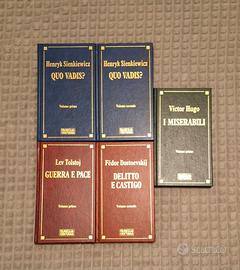 Henryk Sienkiewicz
QUO VADIS?
Volume primo
Henryk Sienkiewicz
QUO VADIS?
Volume secondo
Victor Hugo
I MISERABILI
Volume primo
Lev Tolstoj
GUERRA E PACE
Volume primo
Fëdor Dostoevskij
DELITTO
E CASTIGO
Volume secondo
subito